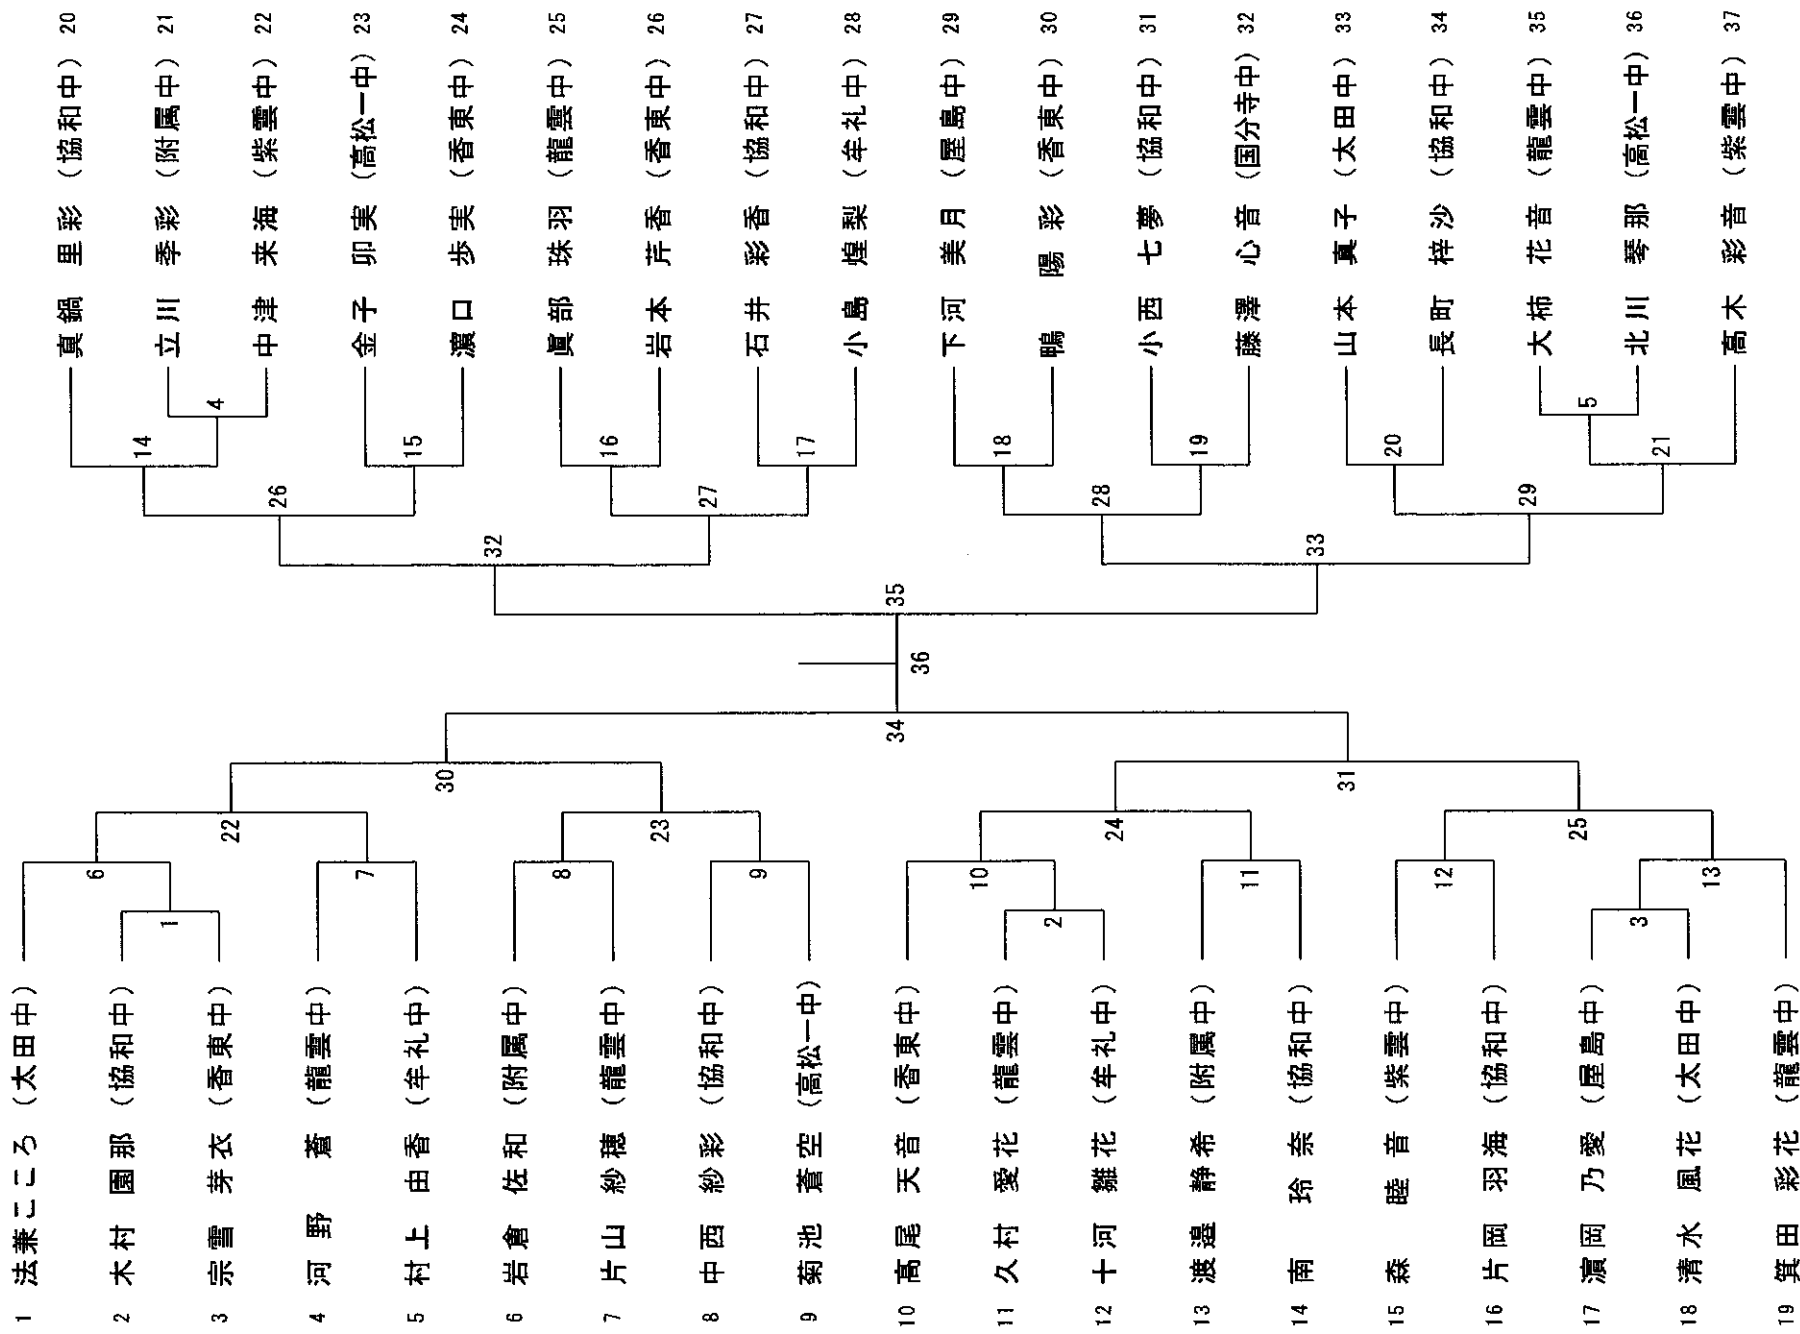 1 法兼こころ （太田中）
2 木村 園那 （協和中）
3 宗雪 芽衣 （香東中）
4 河野 蒼 （龍雲中）
5 村上 由香 （牟礼中）
6 岩倉 佐和 （附属中）
7 片山 紗穂 （龍雲中）
8 中西 紗彩 （協和中）
9 菊池 蒼空 （高松一中）
10 髙尾 天音 （香東中）
11 久村 愛花 （龍雲中）
12 十河 雛花 （牟礼中）
13 渡邉 静希 （附属中）
14 南 玲奈 （協和中）
15 森 睦音 （紫雲中）
16 片岡 羽海 （協和中）
17 濵岡 乃愛 （屋島中）
18 清水 風花 （太田中）
19 箕田 彩花 （龍雲中）
1
2
3
6
7
8
9
10
11
12
13
22
23
24
25
30
31
34
36
35
32
33
26
27
28
29
14
15
16
17
18
19
20
21
4
5
真鍋 里彩 （協和中） 20
立川 季彩 （附属中） 21
中津 来海 （紫雲中） 22
金子 卯実 （高松一中） 23
濵口 歩実 （香東中） 24
眞部 珠羽 （龍雲中） 25
岩本 芹香 （香東中） 26
石井 彩香 （協和中） 27
小島 煌梨 （牟礼中） 28
下河 美月 （屋島中） 29
鴨 陽彩 （香東中） 30
小西 七夢 （協和中） 31
藤澤 心音 （国分寺中） 32
山本 真子 （太田中） 33
長町 梓沙 （協和中） 34
大柿 花音 （龍雲中） 35
北川 琴那 （高松一中） 36
髙木 彩音 （紫雲中） 37